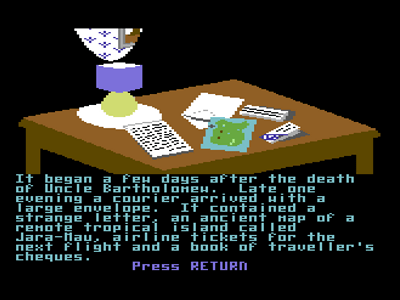 It began a few days after the death
of Uncle Bartholomew.  Late one
evening a courier arrived with a
large envelope.  It contained a
strange letter, an ancient map of a
remote tropical island called
Jara-Mau, airline tickets for the
next flight and a book of traveller's
cheques.
Press RETURN